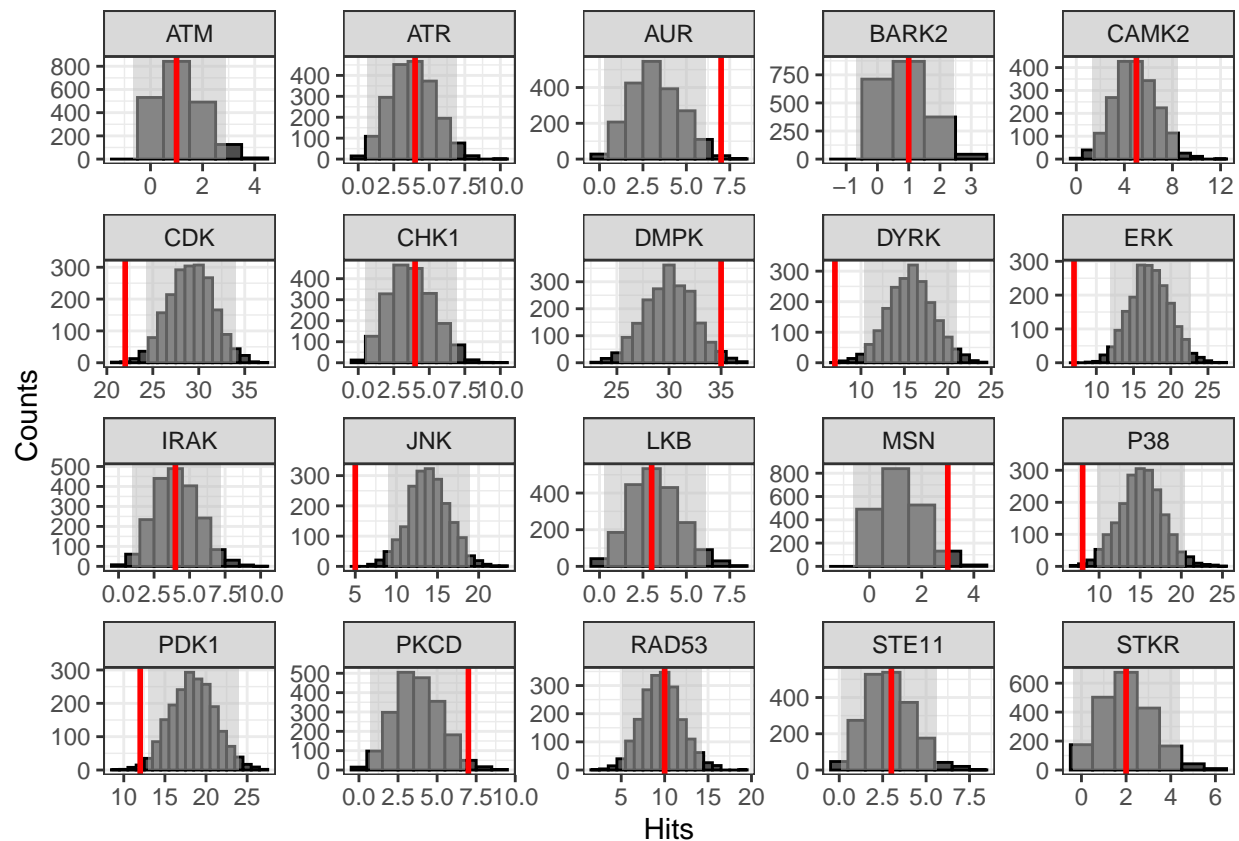 ATM ATR AUR BARK2 CAMK2
800 600 400 200 0
400 300 200 100 0
400 200 0
750 500 250 0
400 300 200 100 0
0 2 4
0.0 2.5 5.0 7.5 10.0
0.0 2.5 5.0 7.5
−1 0 1 2 3
0 4 8 12
CDK CHK1 DMPK DYRK ERK
300 200 100 0
400 300 200 100 0
300 200 100 0
300 200 100 0
300 200 100 0
20 25 30 35
0.0 2.5 5.0 7.5 10.0
25 30 35
10 15 20 25
10 15 20 25
Counts
IRAK JNK LKB MSN P38
500 400 300 200 100 0
300 200 100 0
400 200 0
800 600 400 200 0
300 200 100 0
0.0 2.5 5.0 7.5 10.0
5 10 15 20
0.0 2.5 5.0 7.5
0 2 4
10 15 20 25
PDK1 PKCD RAD53 STE11 STKR
300 200 100 0
500 400 300 200 100 0
300 200 100 0
400 200 0
600 400 200 0
10 15 20 25
0.0 2.5 5.0 7.5 10.0
5 10 15 20
0.0 2.5 5.0 7.5
0 2 4 6
Hits